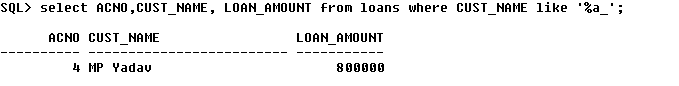 SQL> select ACNO,CUST_NAME, LOAN_AMOUNT from loans where CUST_NAME like '%a_';
ACNO CUST_NAME LOAN_AMOUNT
---------- ------------------------- -----------
4 MP Yadav 800000